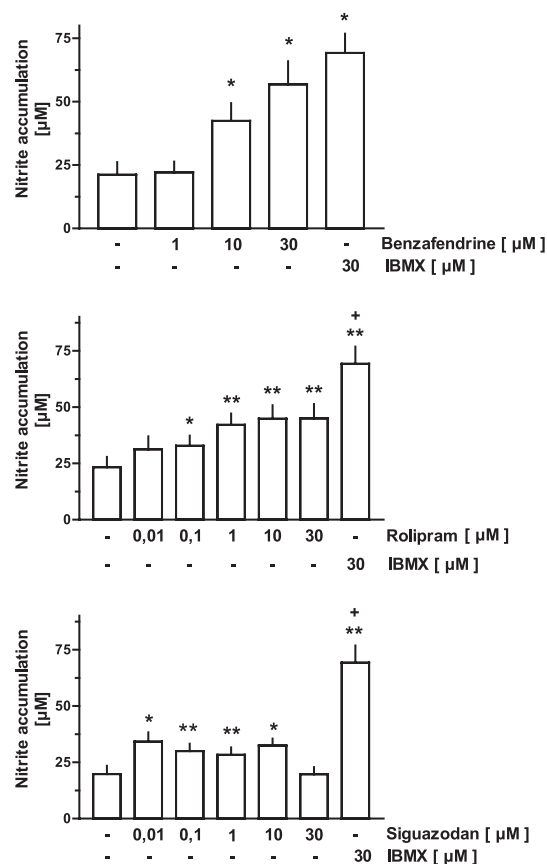 Nitrite accumulation
[µM]
75
50
25
0
*
*
*
- 1 10 30 - Benzafendrine [ µM ]
- - - - 30 IBMX [ µM ]
Nitrite accumulation
[µM]
75
50
25
0
+
**
*
**
**
**
- 0,01 0,1 1 10 30 - Rolipram [ µM ]
- - - - - - 30 IBMX [ µM ]
Nitrite accumulation
[µM]
75
50
25
0
+
**
*
**
**
*
- 0,01 0,1 1 10 30 - Siguazodan [ µM ]
- - - - - - 30 IBMX [ µM ]